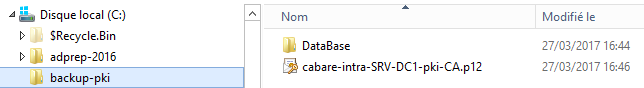 Disque local (C:)
$Recycle.Bin
adprep-2016
backup-pki
Nom Modifié le
DataBase 27/03/2017 16:44
cabare-intra-SRV-DC1-pki-CA.p12 27/03/2017 16:46